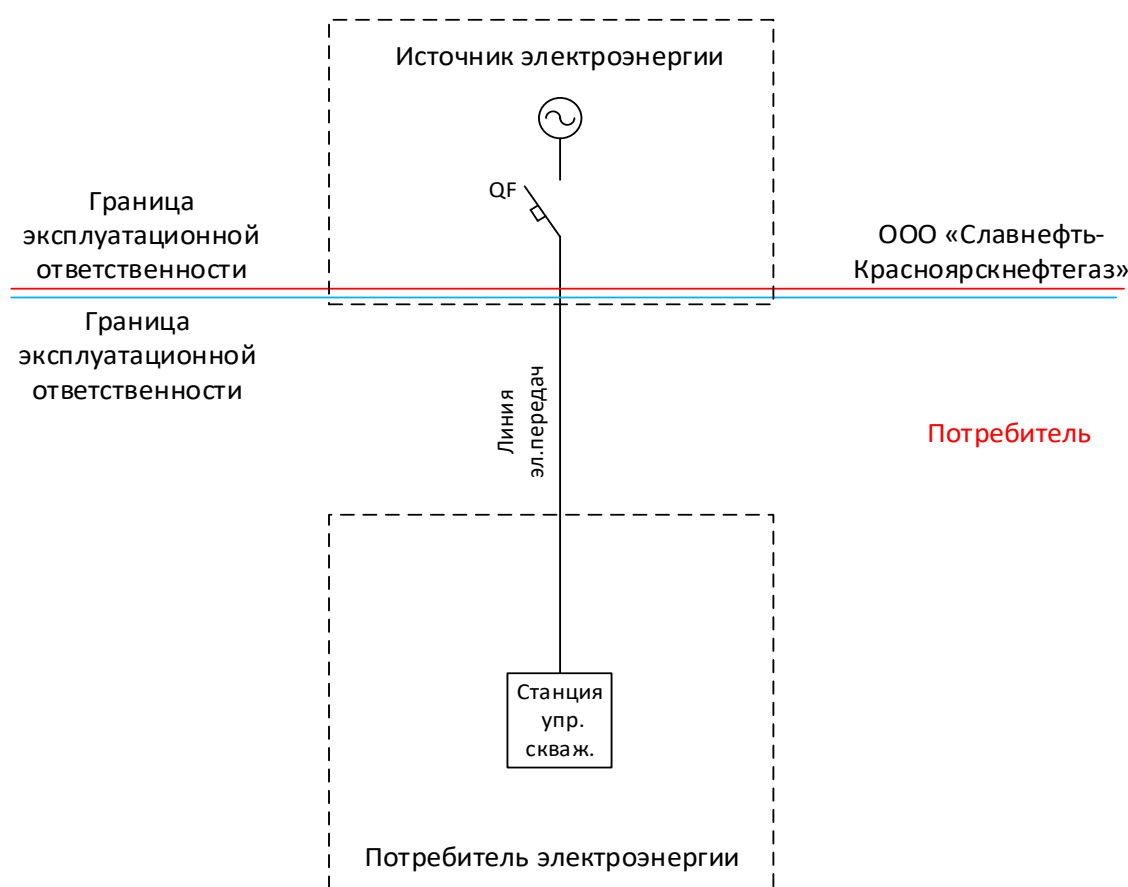 Источник электроэнергии
QF
Граница
эксплуатационной
ответственности
ООО «Славнефть-
Красноярскнефтегаз»
Граница
эксплуатационной
ответственности
Линия
эл.передач
Потребитель
Станция
упр.
скваж.
Потребитель электроэнергии